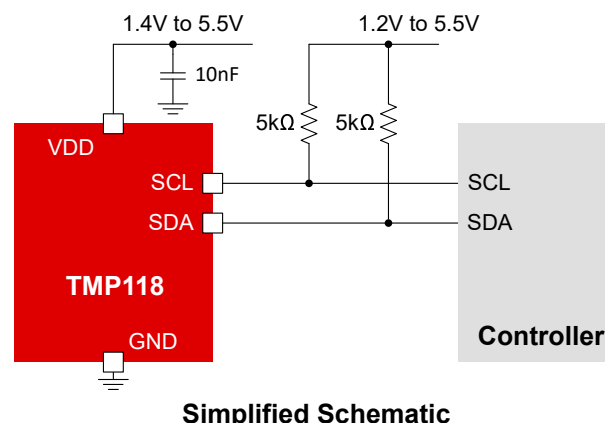 1.4V to 5.5V
1.2V to 5.5V
10nF
5kΩ
5kΩ
VDD
SCL
SCL
SDA
SDA
TMP118
GND
Controller
Simplified Schematic